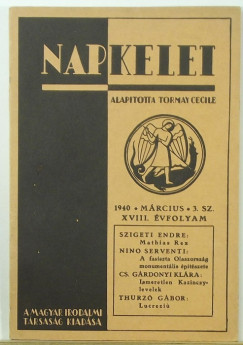 NAPKELET
ALAPITOTTA TORMAY CECILE
1940 • MÁRCIUS • 3. SZ.
XVIII. ÉVFOLYAM
SZIGETI ENDRE:
Mathias Rex
NINO SERVENTI:
A fasiszta Olaszország
monumentális építészete
CS. GÁRDONYI KLÁRA:
Ismeretlen Kazinczy-
levelek
THURZÓ GÁBOR:
Lucrezia
A MAGYAR IRODALMI
TÁRSASÁG KIADÁSA